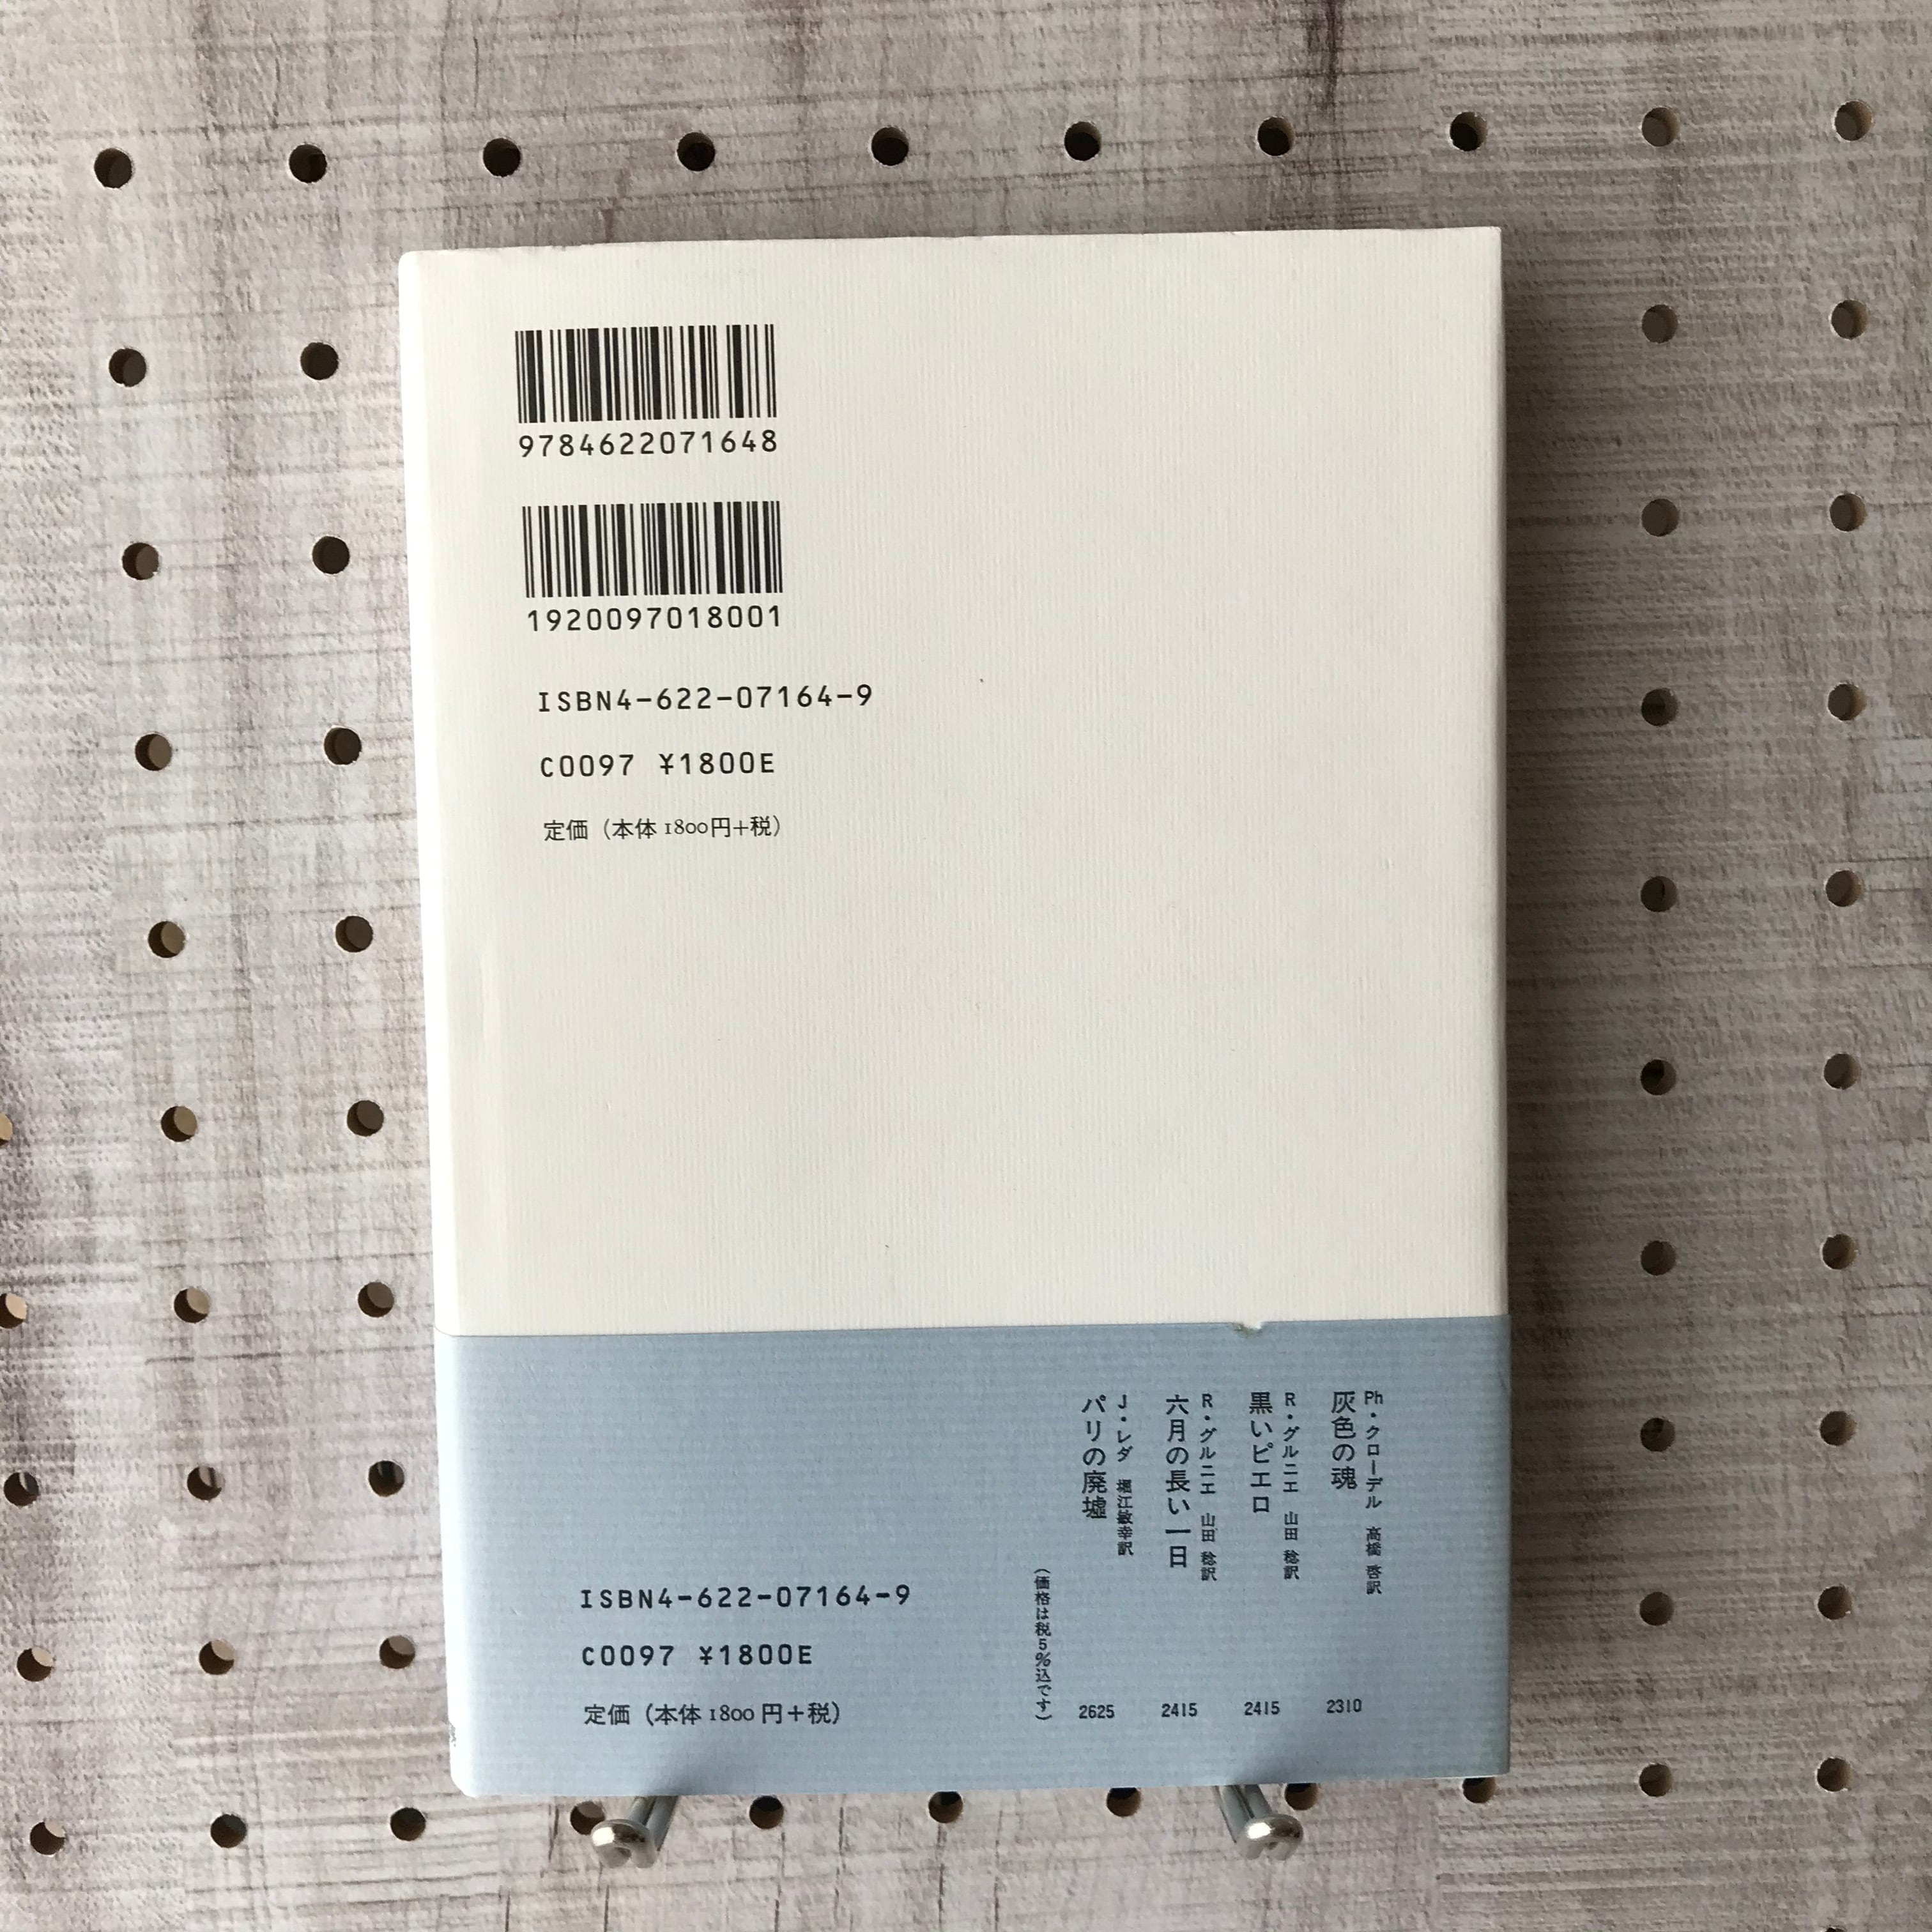 9784622071648
1920097018001
ISBN4-622-07164-9
C0097 ¥1800E
定価（本体1800円+税）
Ph・クローデル 高橋 啓訳
灰色の魂 2310
R・グルニエ 山田 稔訳
黒いピエロ 2415
R・グルニエ 山田 稔訳
六月の長い一日 2415
J・レダ 堀江敏幸訳
パリの廃墟 2625
（価格は税5%込です）
ISBN4-622-07164-9
C0097 ¥1800E
定価（本体1800円+税）